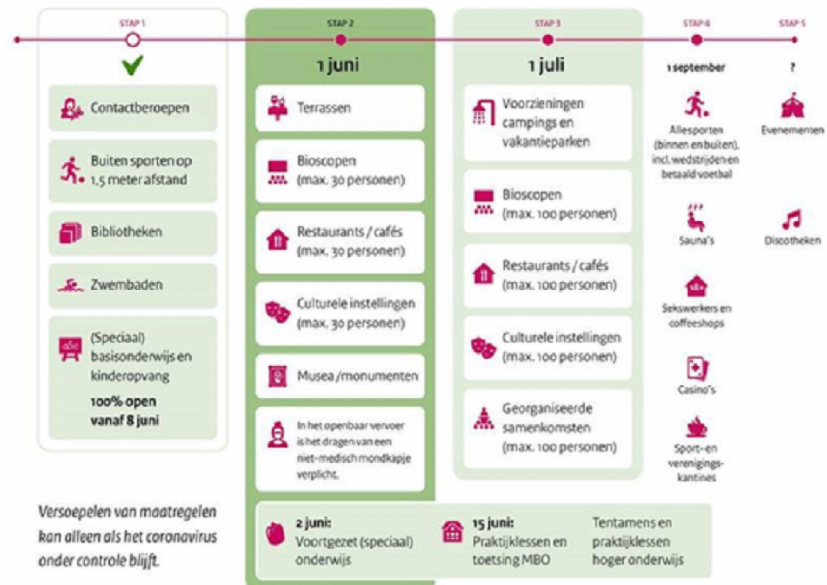 STAP 1
Contactberoepen
Buiten sporten op
1,5 meter afstand
Bibliotheken
Zwembaden
(Speciaal)
basisonderwijs en
kinderopvang
100% open
vanaf 8 juni
STAP 2
1 juni
Terrassen
Bioscopen
(max. 30 personen)
Restaurants / cafés
(max. 30 personen)
Culturele instellingen
(max. 30 personen)
Musea/monumenten
In het openbaar vervoer
is het dragen van een
niet-medisch mondkapje
verplicht.
STAP 3
1 juli
Voorzieningen
campings en
vakantieparken
Bioscopen
(max. 100 personen)
Restaurants / cafés
(max. 100 personen)
Culturele instellingen
(max. 100 personen)
Georganiseerde
samenkomsten
(max. 100 personen)
STAP 4
1 september
Allesporten
(binnen en buiten),
incl. wedstrijden en
betaald voetbal
Sauna's
Sekswerkers en
coffeeshops
Casino's
Sport- en
verenigings-
kantines
STAP 5
?
Evenementen
Discotheken
Versoepelen van maatregelen
kan alleen als het coronavirus
onder controle blijft.
2 juni:
Voortgezet (speciaal)
onderwijs
15 juni:
Praktijklessen en
toetsing MBO
Tentamens en
praktijklessen
hoger onderwijs